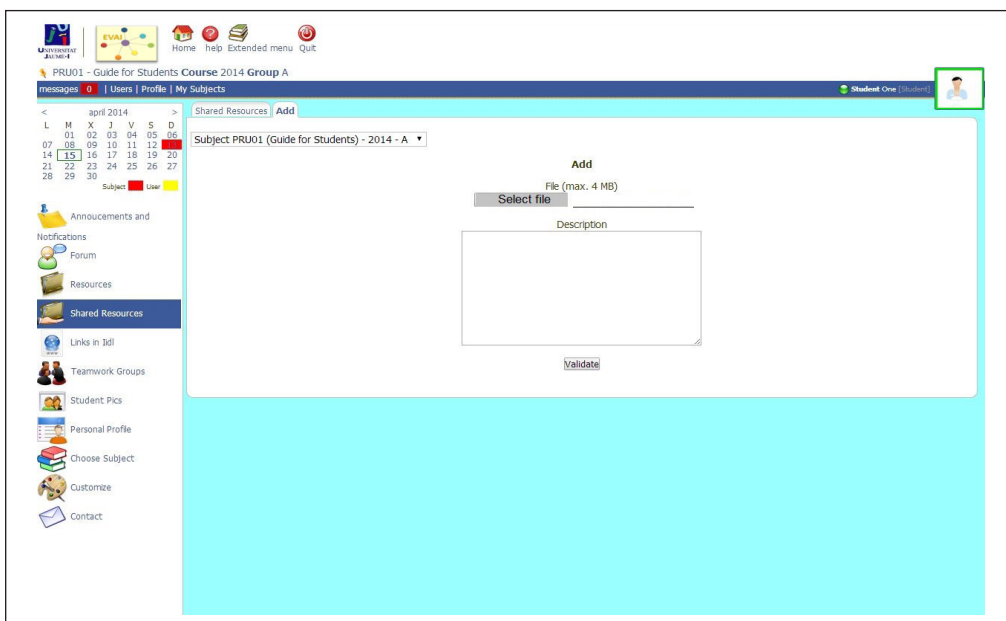 UNIVERSITAT
JAUME·I
EVAI
Home help Extended menu Quit
PRU01 - Guide for Students Course 2014 Group A
messages 0 | Users | Profile | My Subjects
Student One [Student]
< april 2014 >
L M X J V S D
01 02 03 04 05 06
07 08 09 10 11 12
14 15 16 17 18 19 20
21 22 23 24 25 26 27
28 29 30
Subject User
Annoucements and
Notifications
Forum
Resources
Shared Resources
Links in Iidl
Teamwork Groups
Student Pics
Personal Profile
Choose Subject
Customize
Contact
Shared Resources Add
Subject PRU01 (Guide for Students) - 2014 - A
Add
File (max. 4 MB)
Select file
Description
Validate